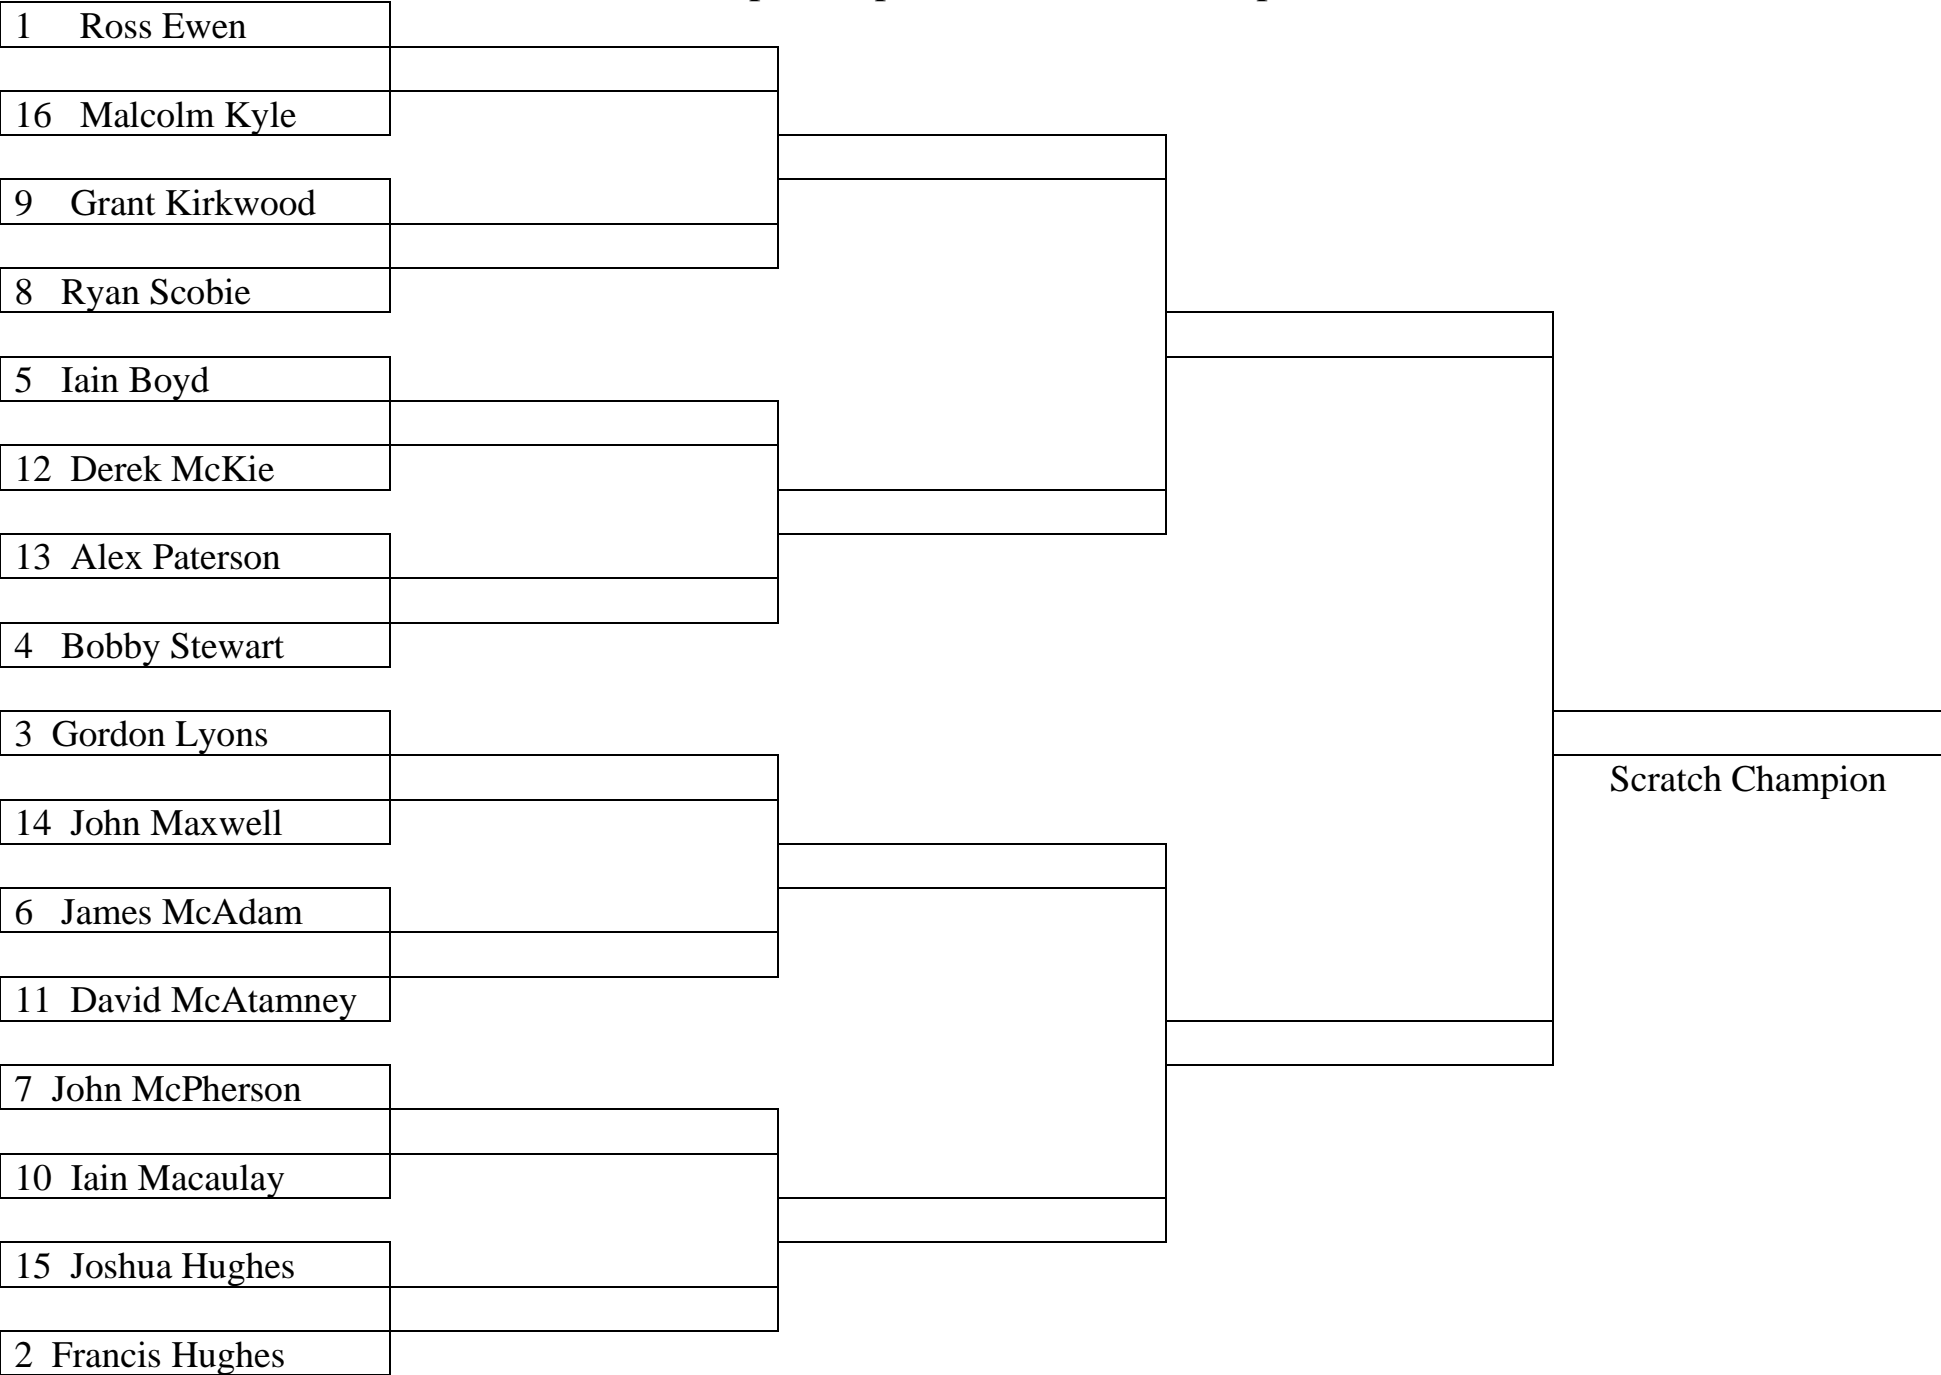 1 Ross Ewen
16 Malcolm Kyle
9 Grant Kirkwood
8 Ryan Scobie
5 Iain Boyd
12 Derek McKie
13 Alex Paterson
4 Bobby Stewart
3 Gordon Lyons
Scratch Champion
14 John Maxwell
6 James McAdam
11 David McAtamney
7 John McPherson
10 Iain Macaulay
15 Joshua Hughes
2 Francis Hughes